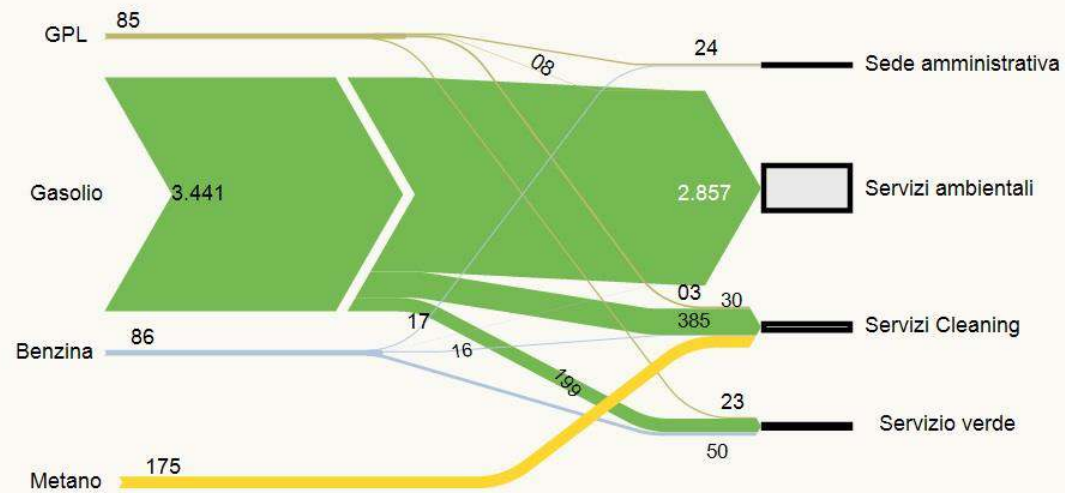 GPL
85
24
Sede amministrativa
08
Gasolio
3.441
2.857
Servizi ambientali
03
30
17
385
Servizi Cleaning
Benzina
86
16
199
23
Servizio verde
50
Metano
175